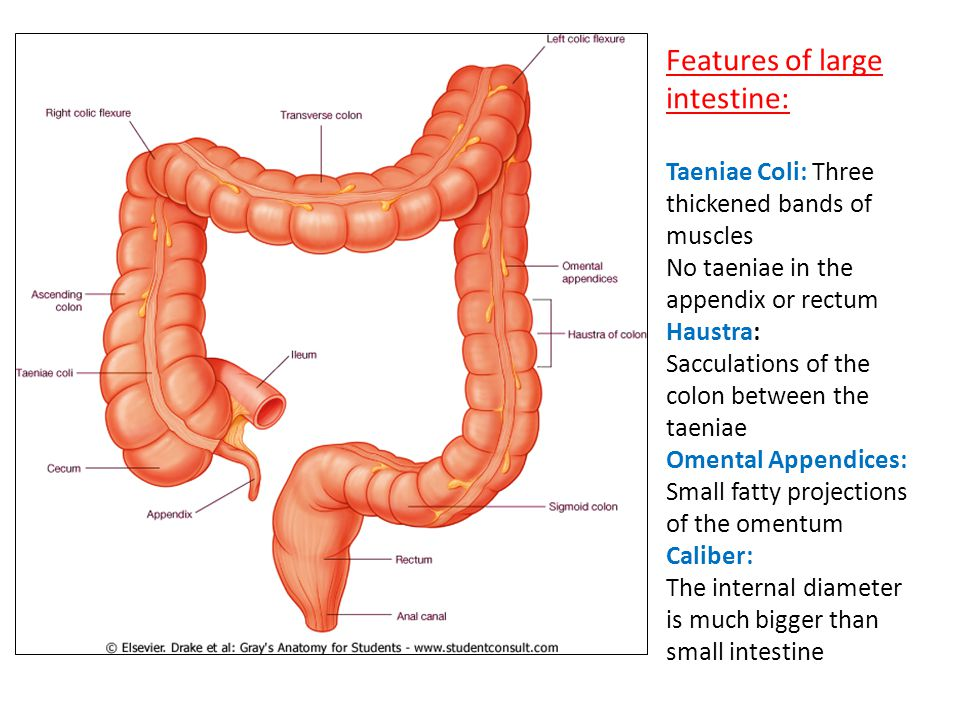 Left colic flexure
Right colic flexure
Transverse colon
Omental
appendices
Ascending
colon
Haustra of colon
Ileum
Taeniae coli
Cecum
Sigmoid colon
Appendix
Rectum
Anal canal
© Elsevier. Drake et al: Gray's Anatomy for Students - www.studentconsult.com
Features of large
intestine:
Taeniae Coli: Three
thickened bands of
muscles
No taeniae in the
appendix or rectum
Haustra:
Sacculations of the
colon between the
taeniae
Omental Appendices:
Small fatty projections
of the omentum
Caliber:
The internal diameter
is much bigger than
small intestine